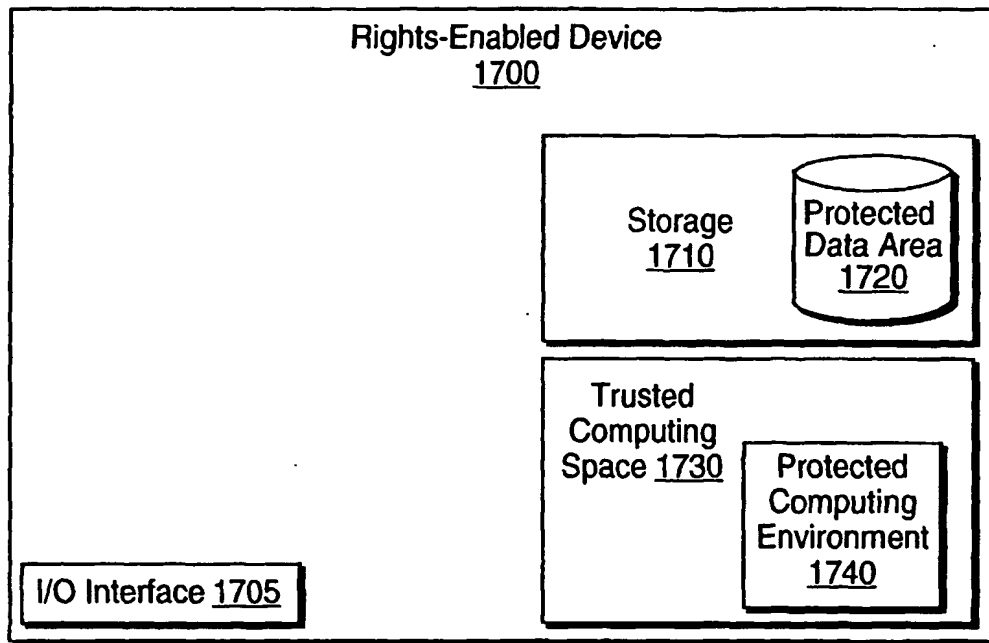 Rights-Enabled Device
1700
Storage
1710
Protected
Data Area
1720
Trusted
Computing
Space 1730
Protected
Computing
Environment
1740
I/O Interface 1705